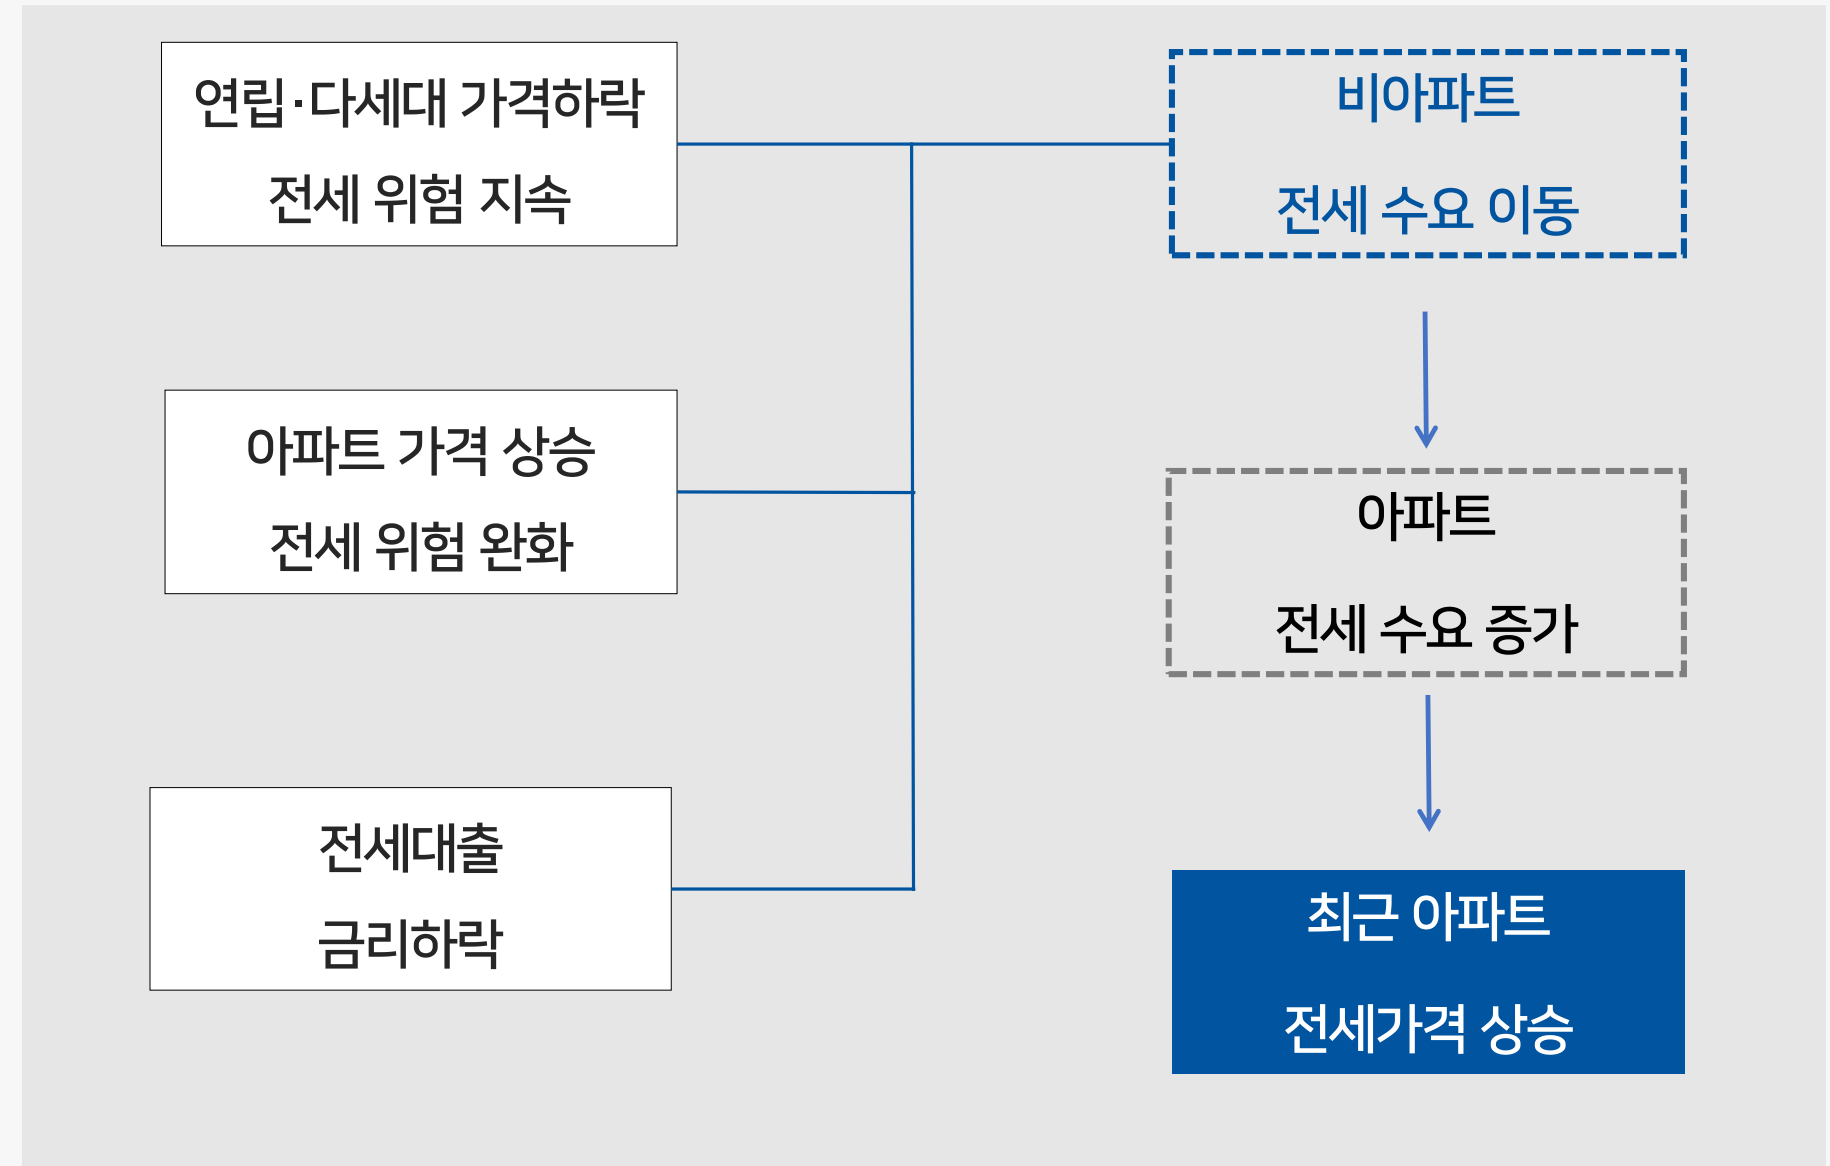 연립·다세대 가격하락
전세 위험 지속
아파트 가격 상승
전세 위험 완화
전세대출
금리하락
비아파트
전세 수요 이동
아파트
전세 수요 증가
최근 아파트
전세가격 상승